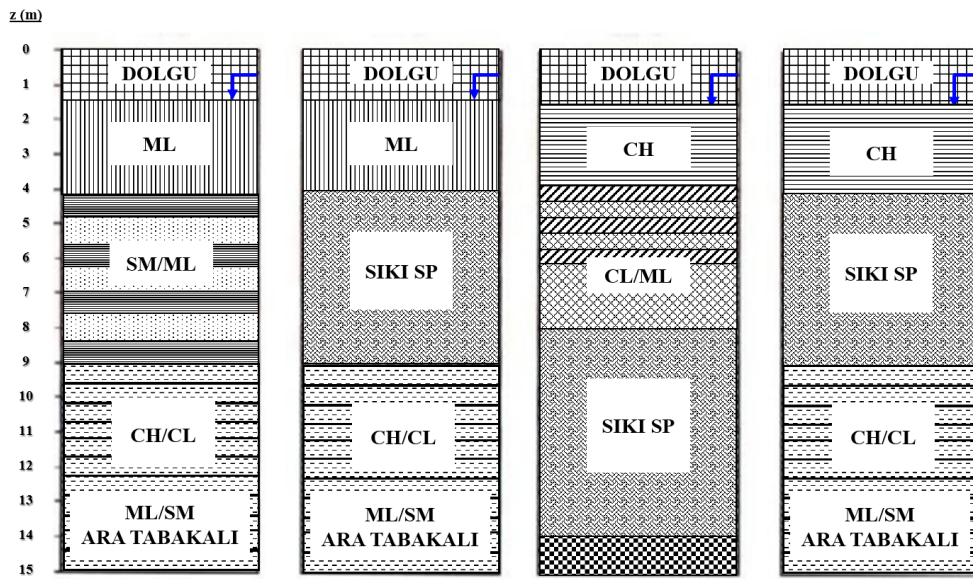 z (m)
0
1
2
3
4
5
6
7
8
9
10
11
12
13
14
15
DOLGU
ML
SM/ML
CH/CL
ML/SM
ARA TABAKALI
DOLGU
ML
SIKI SP
CH/CL
ML/SM
ARA TABAKALI
DOLGU
CH
CL/ML
SIKI SP
DOLGU
CH
SIKI SP
CH/CL
ML/SM
ARA TABAKALI